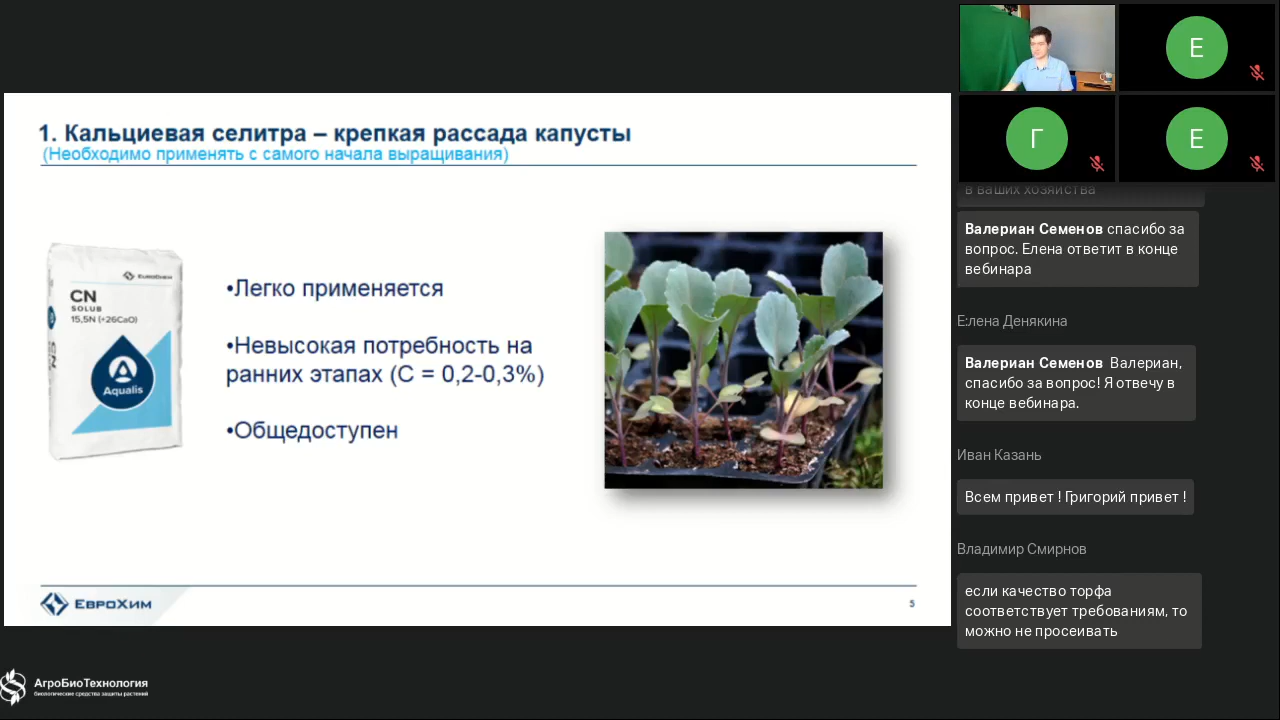 1. Кальциевая селитра – крепкая рассада капусты
(Необходимо применять с самого начала выращивания)
EuroChem
CN
SOLUB
15,5N (+26CaO)
Aqualis
•Легко применяется
•Невысокая потребность на
ранних этапах (С = 0,2-0,3%)
•Общедоступен
ЕвроХим
5
АгроБиоТехнология
биологические средства защиты растений
Е
Г
Е
в ваших хозяйства
Валериан Семенов спасибо за
вопрос. Елена ответит в конце
вебинара
Елена Денякина
Валериан Семенов Валериан,
спасибо за вопрос! Я отвечу в
конце вебинара.
Иван Казань
Всем привет ! Григорий привет !
Владимир Смирнов
если качество торфа
соответствует требованиям, то
можно не просеивать